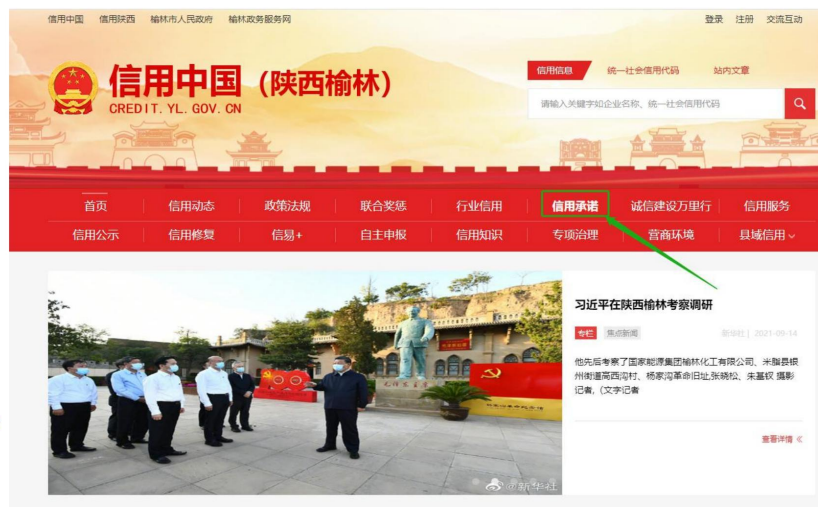 信用中国 信用陕西 榆林市人民政府 榆林政务服务网 登录 注册 交流互动
信用信息 统一社会信用代码 站内文章
信用中国（陕西榆林）
CREDIT. YL. GOV. CN
请输入关键字如企业名称、统一社会信用代码
首页 信用动态 政策法规 联合奖惩 行业信用 信用承诺 诚信建设万里行 信用服务
信用公示 信用修复 信易+ 自主申报 信用知识 专项治理 营商环境 县域信用
习近平在陕西榆林考察调研
专栏 焦点新闻 新华社 | 2021-09-14
他先后考察了国家能源集团榆林化工有限公司、米脂县银
州街道高西沟村、杨家沟革命旧址,张晓松、朱基钗 摄影
记者,（文字记者
查看详情《
@新华社